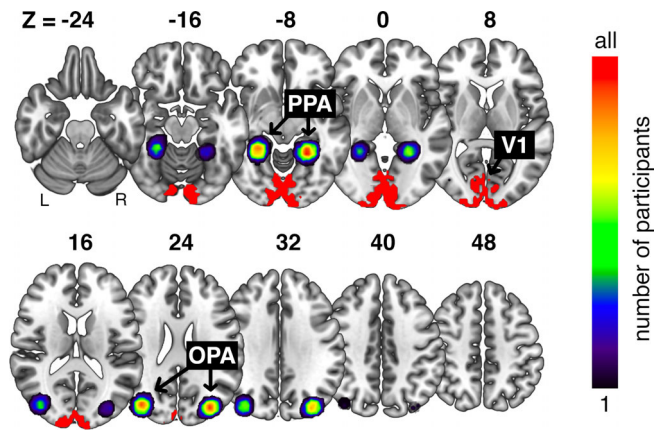 Z = -24 -16 -8 0 8
all
PPA
V1
L R
number of participants
16 24 32 40 48
OPA
1